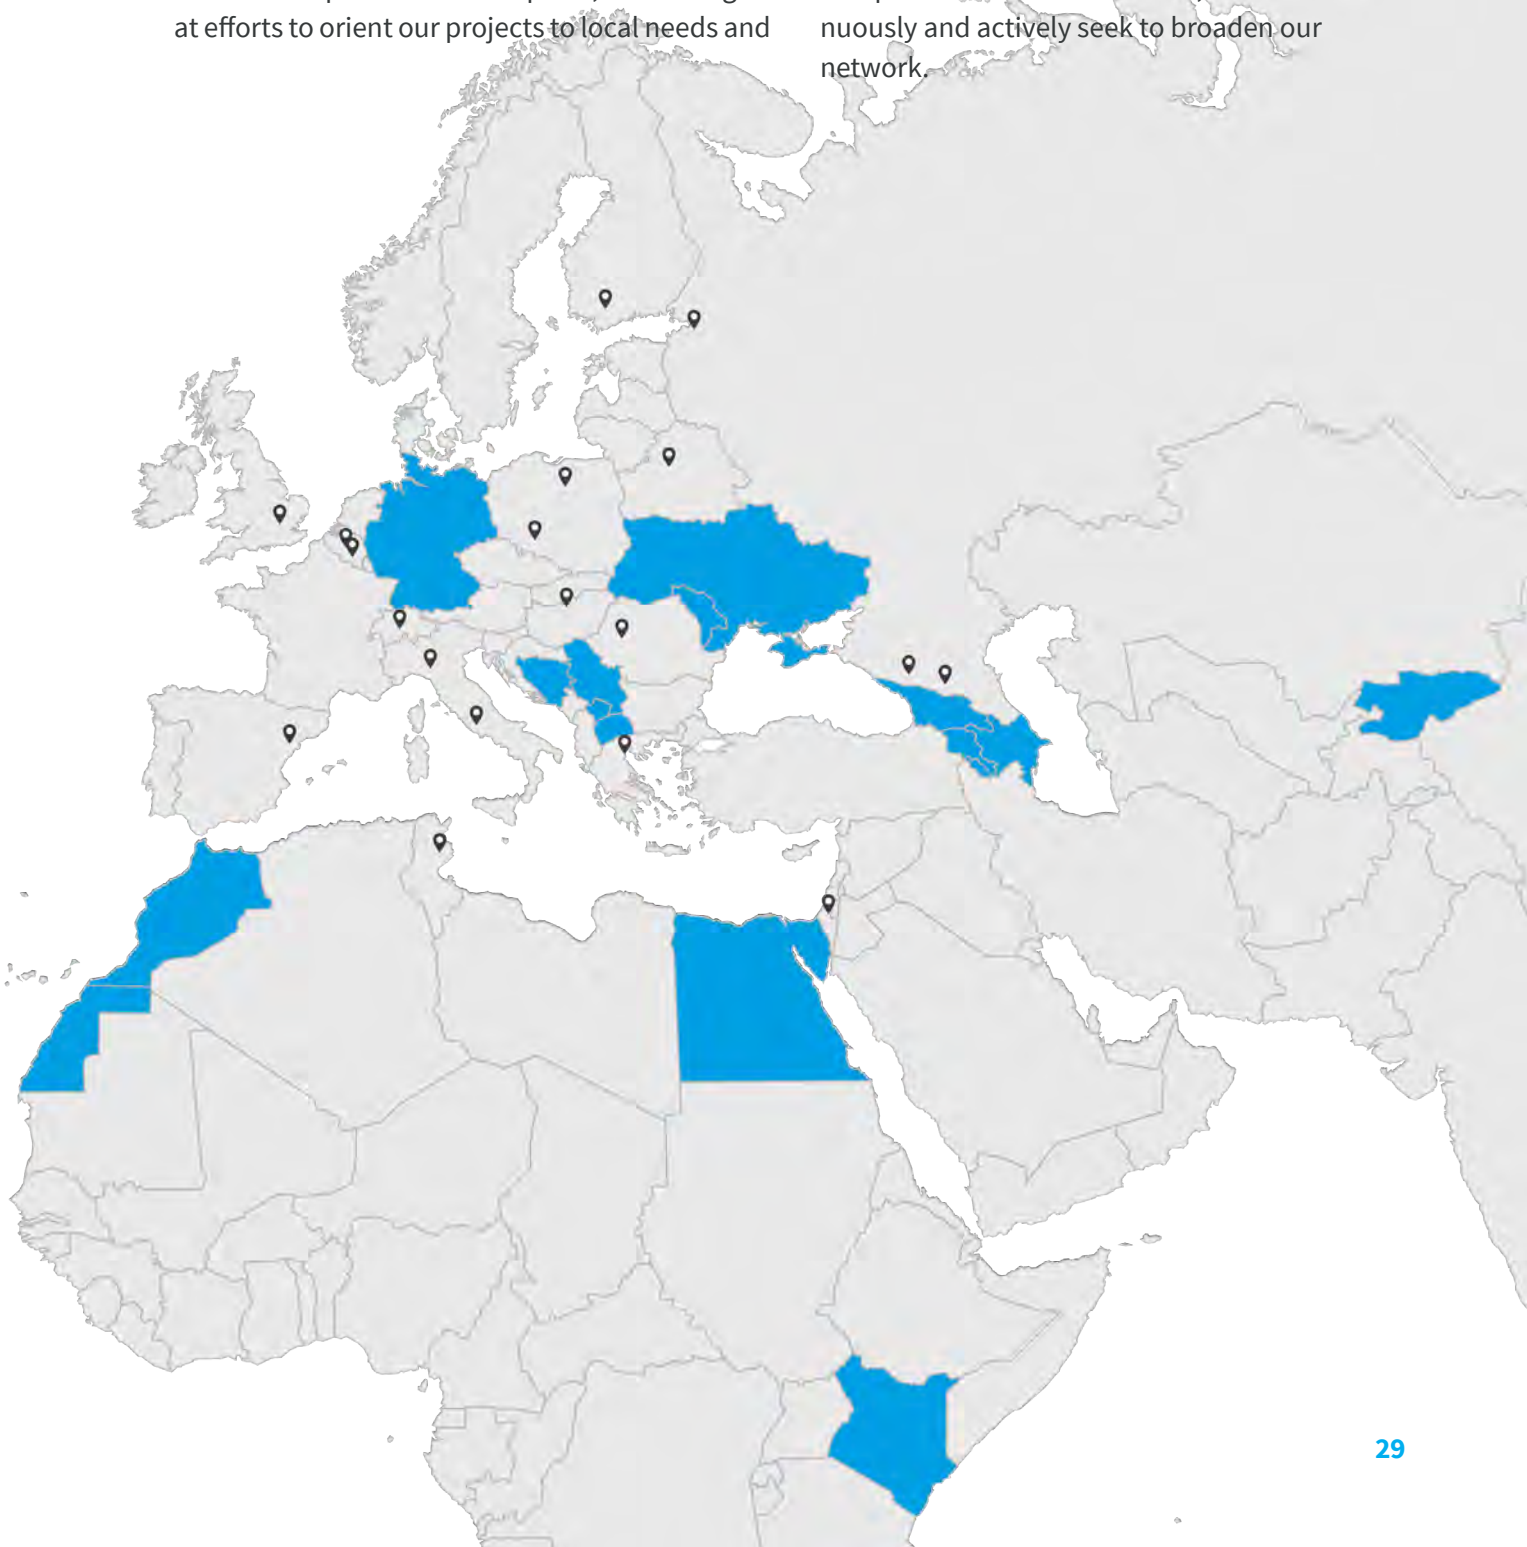 at efforts to orient our projects to local needs and
nuously and actively seek to broaden our
network.
29